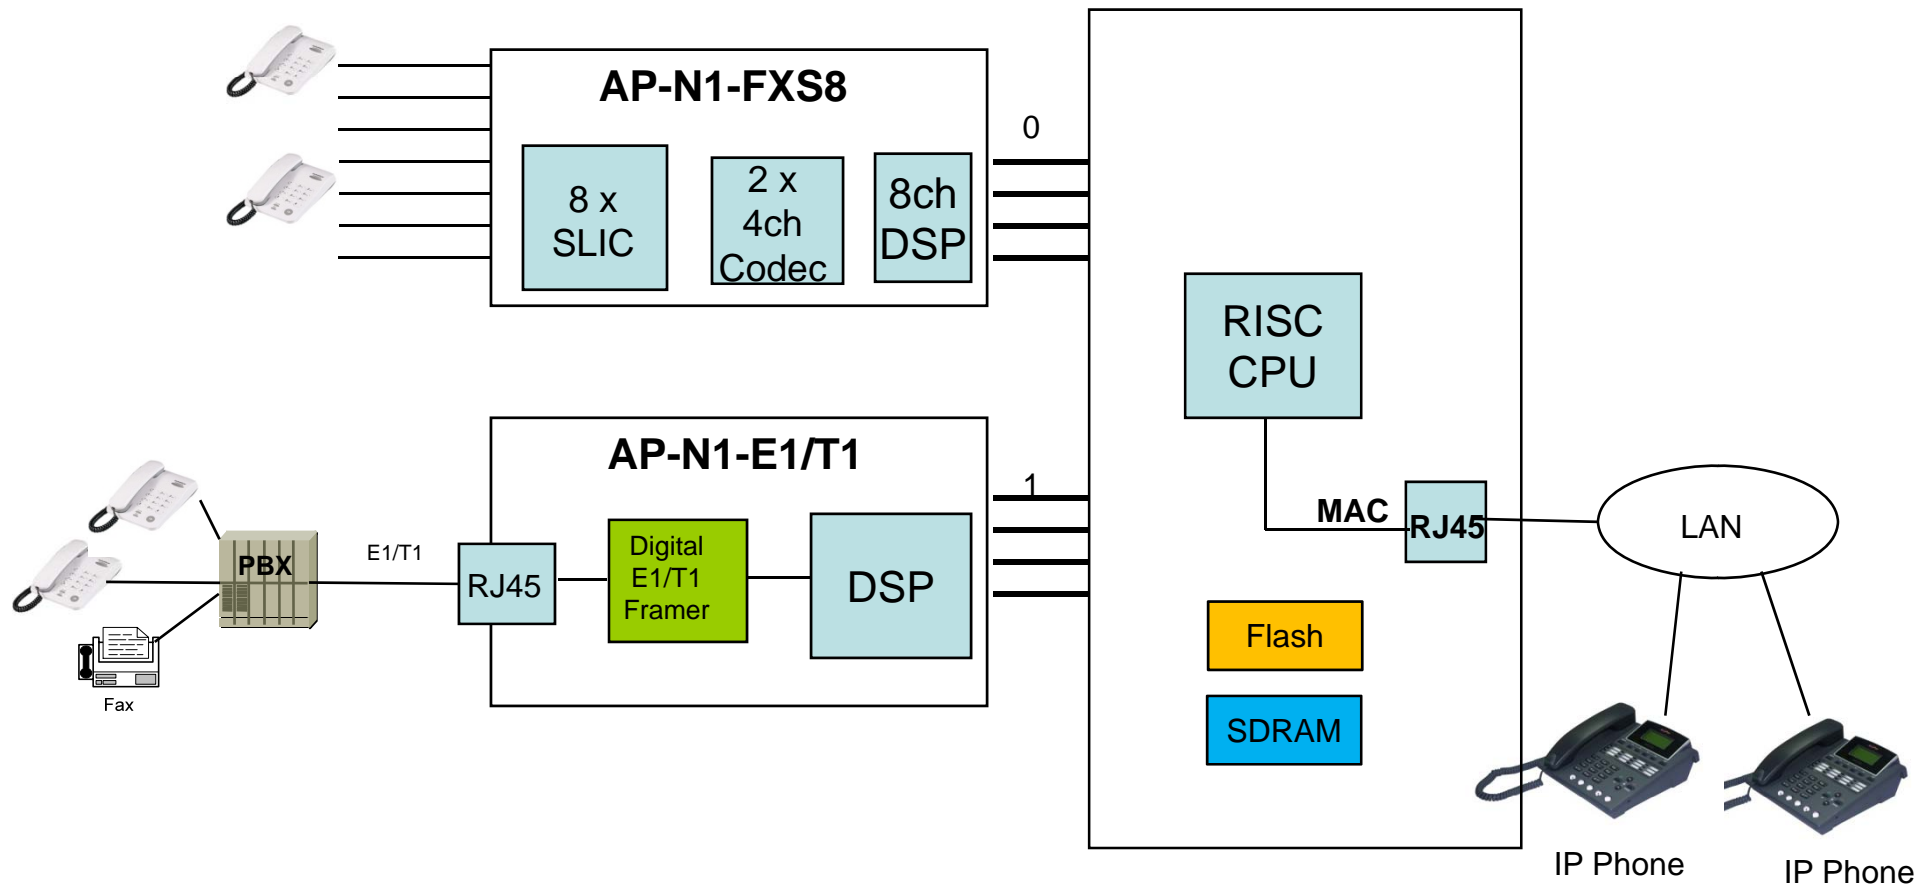 AP-N1-FXS8
8 x
SLIC
2 x
4ch
Codec
8ch
DSP
0
RISC
CPU
AP-N1-E1/T1
1
MAC
RJ45
LAN
PBX
E1/T1
RJ45
Digital
E1/T1
Framer
DSP
Flash
SDRAM
Fax
IP Phone
IP Phone